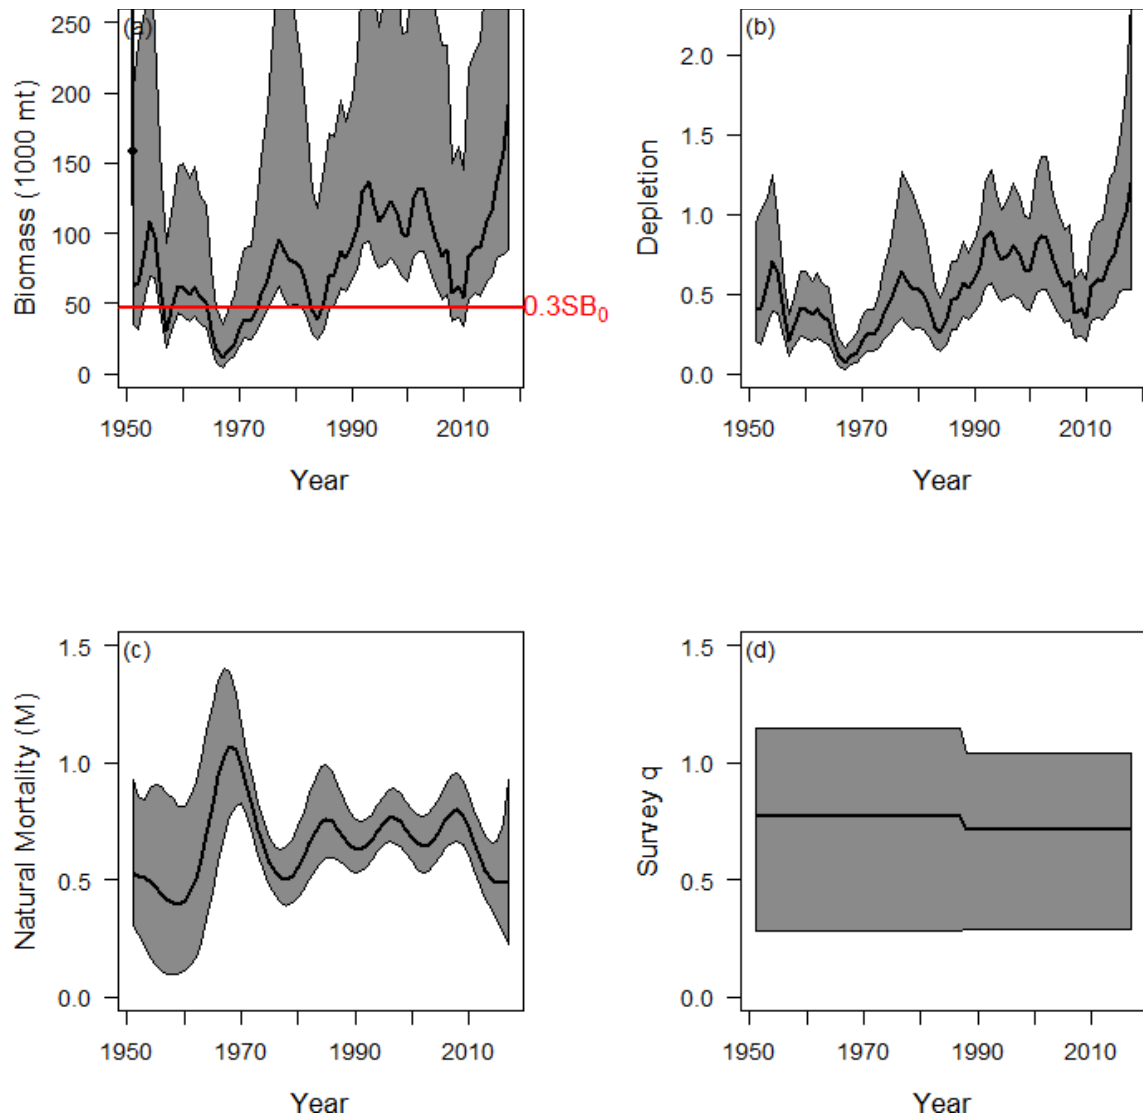 (a)
250
200
150
100
50
0
Biomass (1000 mt)
0.3SB₀
1950 1970 1990 2010
Year
(b)
2.0
1.5
1.0
0.5
0.0
Depletion
1950 1970 1990 2010
Year
(c)
1.5
1.0
0.5
0.0
Natural Mortality (M)
1950 1970 1990 2010
Year
(d)
1.5
1.0
0.5
0.0
Survey q
1950 1970 1990 2010
Year